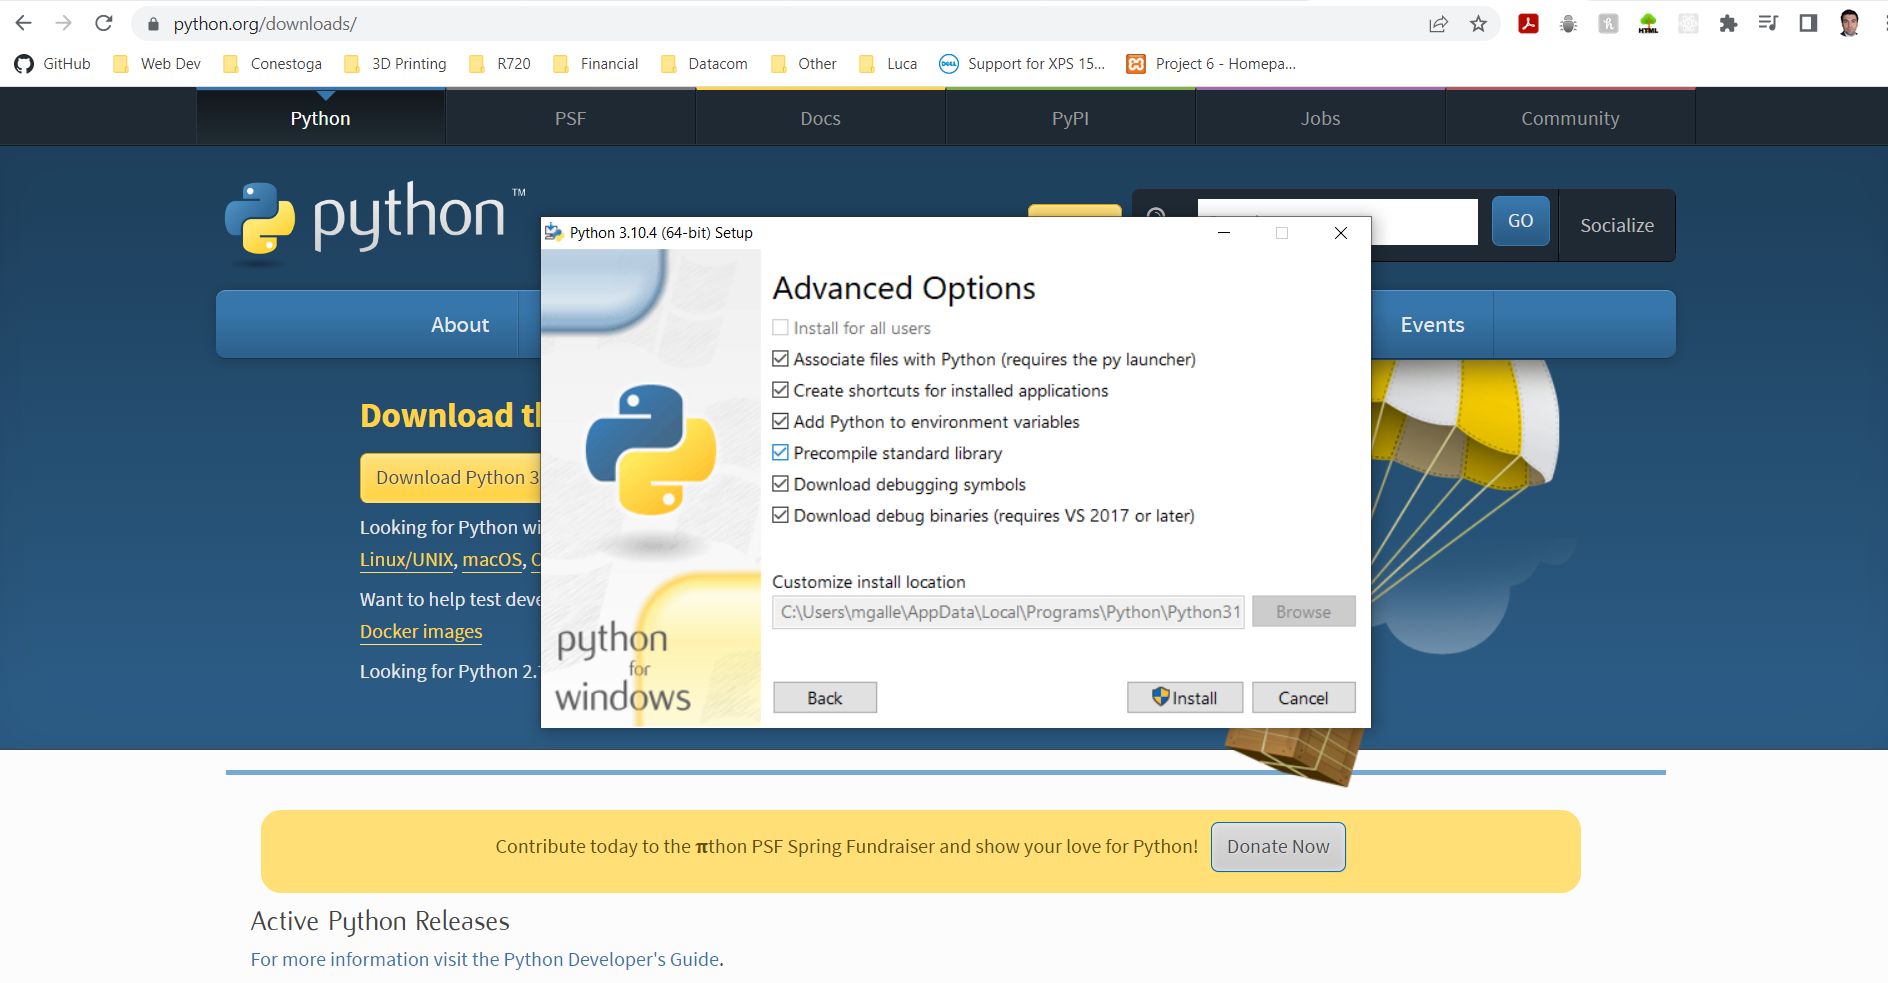 python.org/downloads/
HTML
GitHub Web Dev Conestoga 3D Printing R720 Financial Datacom Other Luca DELL Support for XPS 15... Project 6 - Homepa...
Python PSF Docs PyPI Jobs Community
python™
GO Socialize
Python 3.10.4 (64-bit) Setup
About Events
Advanced Options
Install for all users
Associate files with Python (requires the py launcher)
Create shortcuts for installed applications
Add Python to environment variables
Precompile standard library
Download debugging symbols
Download debug binaries (requires VS 2017 or later)
Customize install location
C:\Users\mgalle\AppData\Local\Programs\Python\Python31 Browse
Back Install Cancel
python
for
windows
Download th
Download Python 3
Looking for Python wi
Linux/UNIX, macOS, O
Want to help test deve
Docker images
Looking for Python 2.
Contribute today to the πthon PSF Spring Fundraiser and show your love for Python! Donate Now
Active Python Releases
For more information visit the Python Developer's Guide.